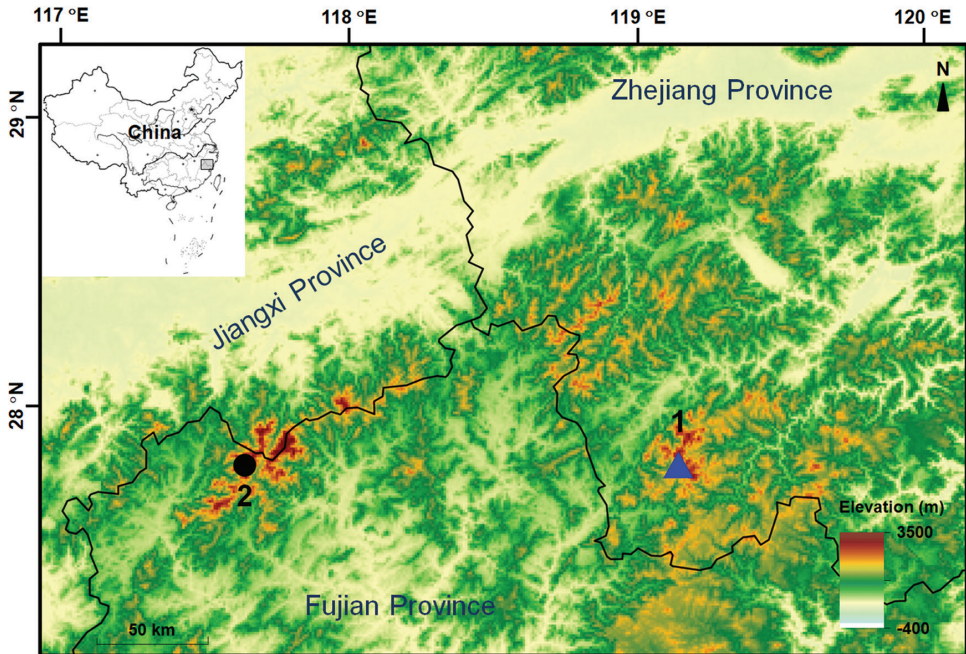 117 °E
118 °E
119 °E
120 °E
29 °N
28 °N
China
Zhejiang Province
N
Jiangxi Province
1
2
Fujian Province
50 km
Elevation (m)
3500
-400